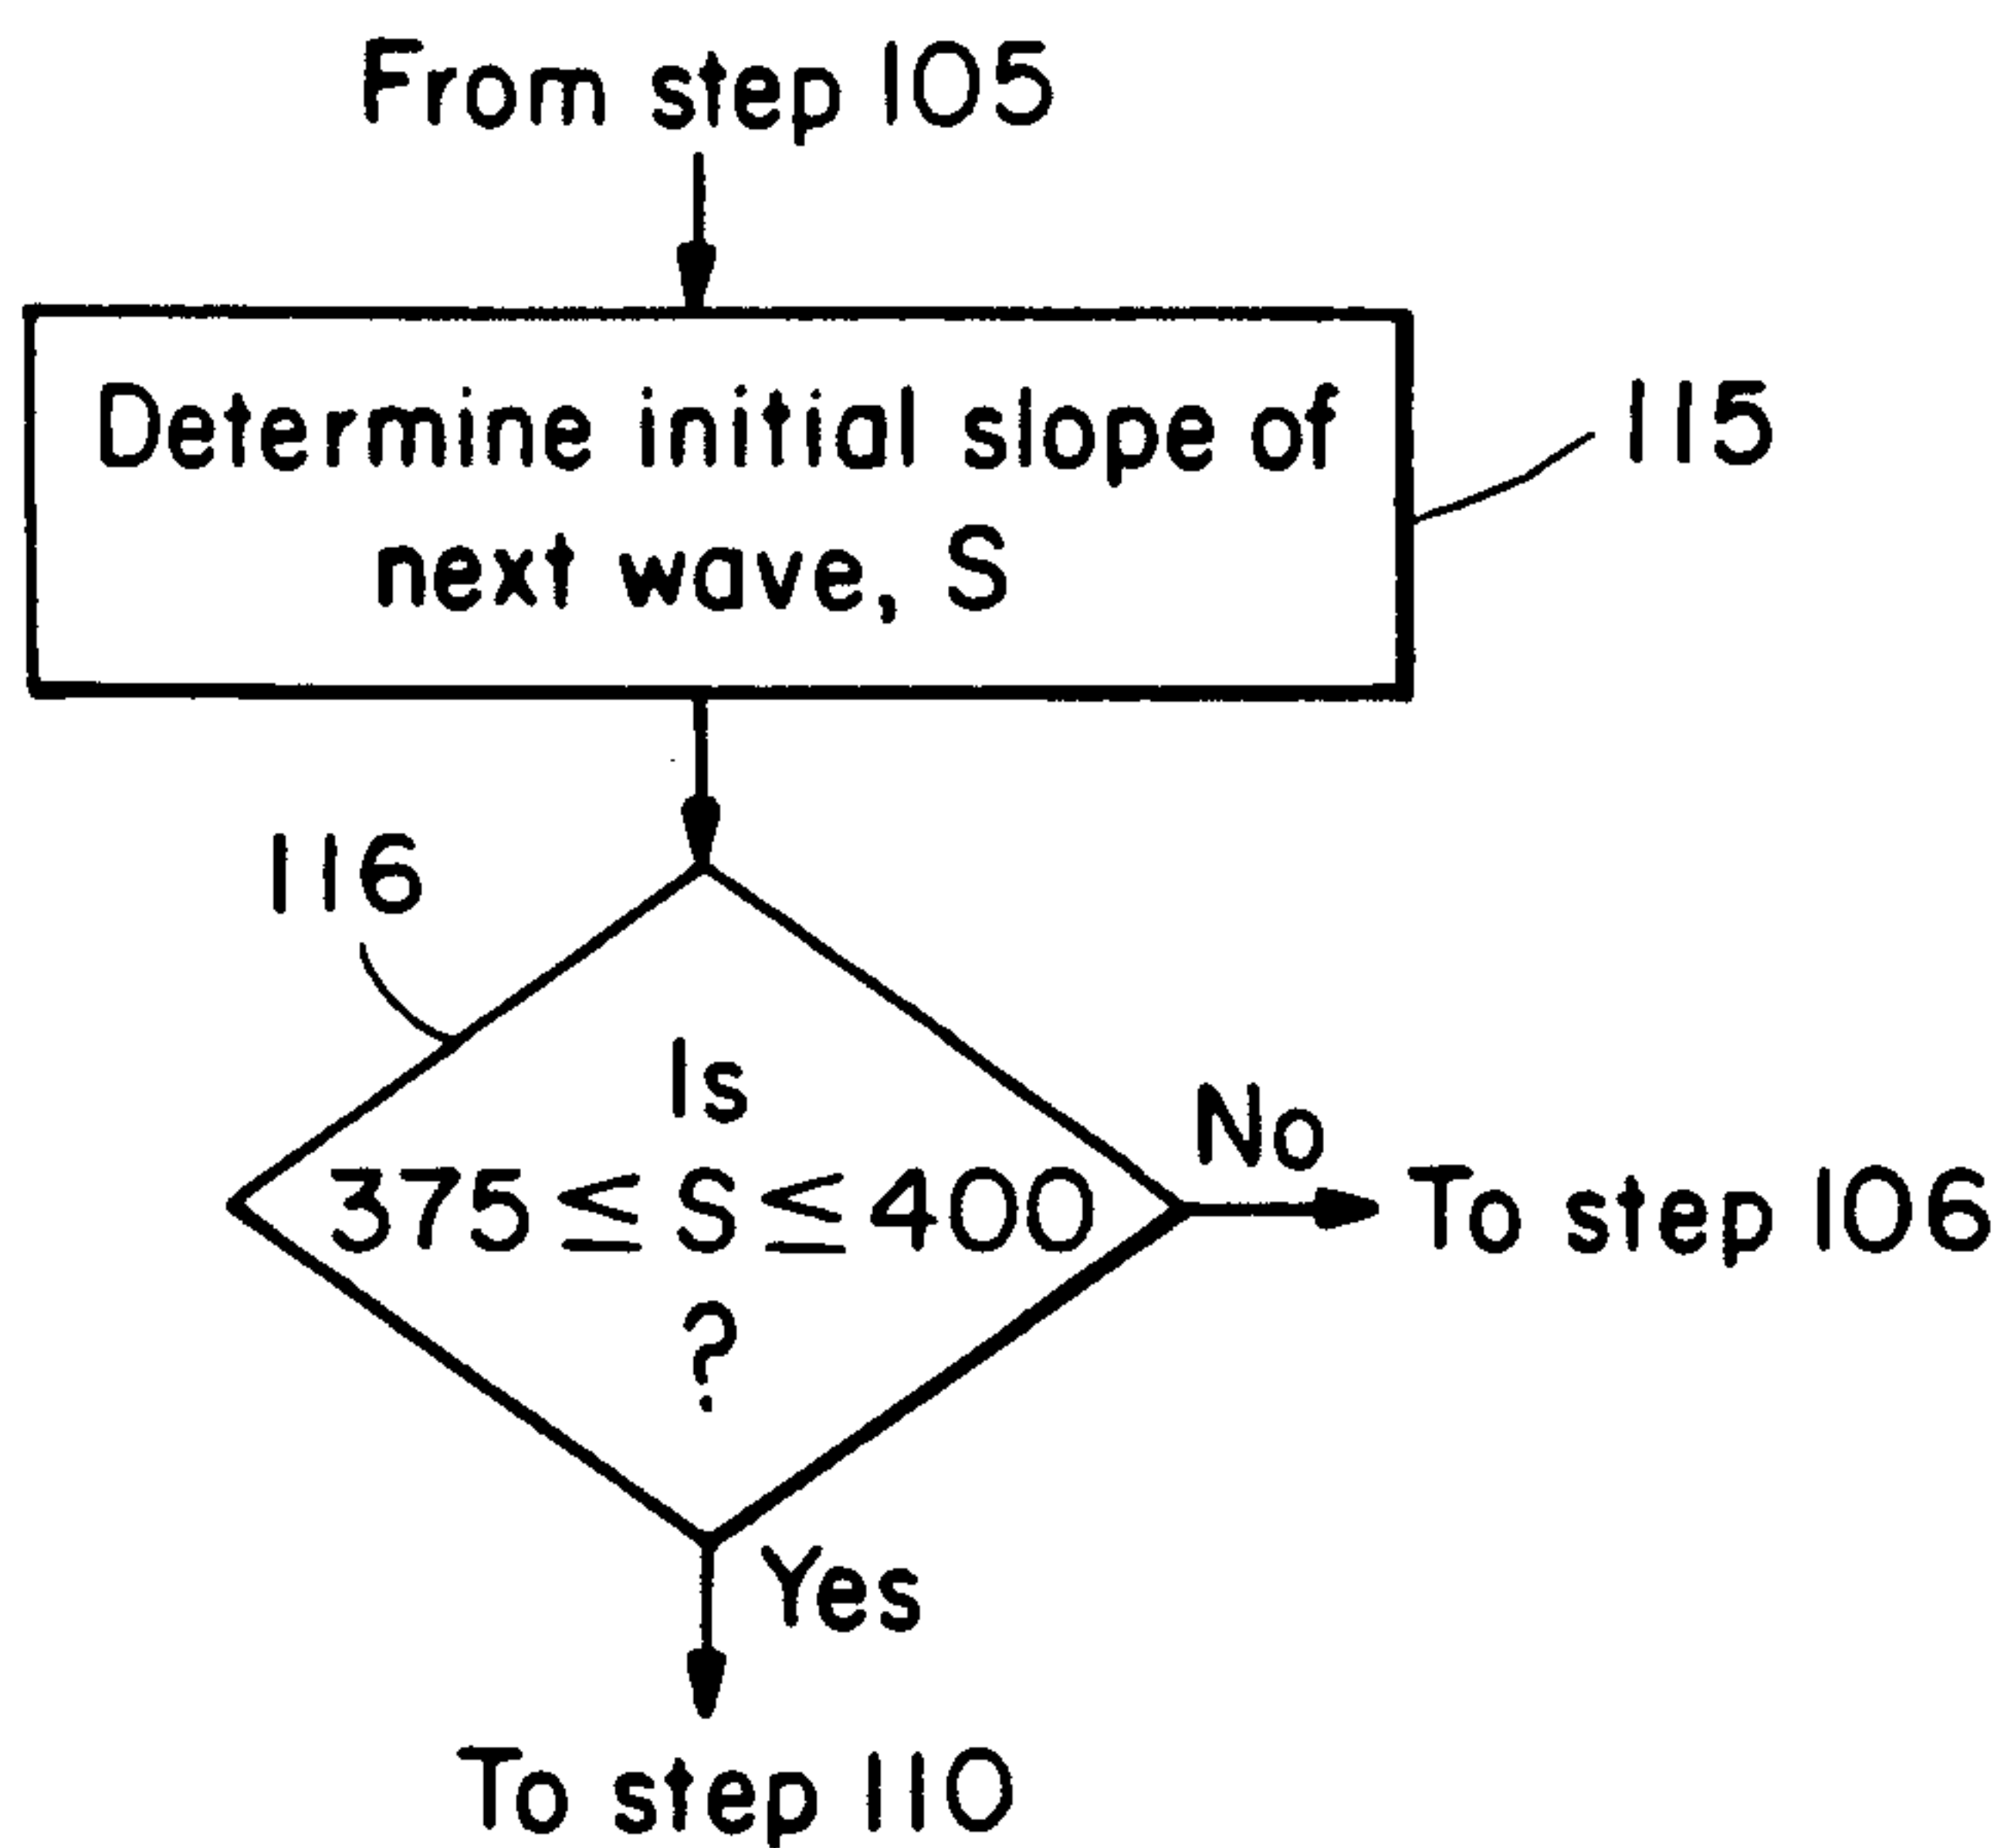 From step 105
Determine initial slope of
next wave, S
115
116
Is
375 ≤ S ≤ 400
?
No
To step 106
Yes
To step 110